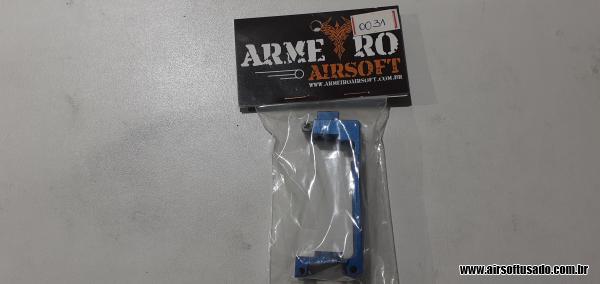 0031
ARME RO
AIRSOFT
WWW.ARMEIROAIRSOFT.COM.BR
www.airsoftusado.com.br